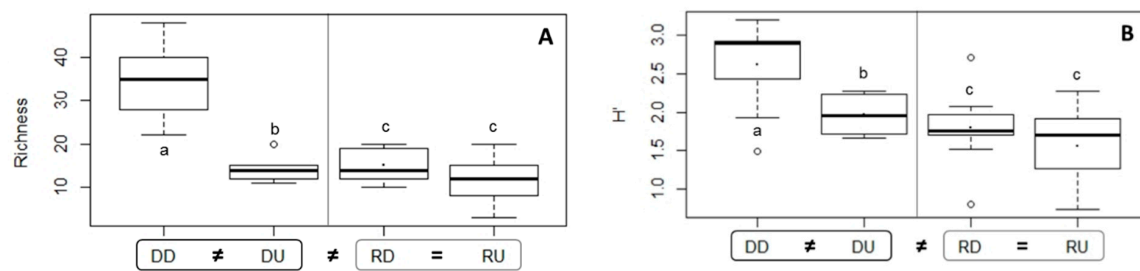 A
Richness
40
30
20
10
a
b
c
c
DD ≠ DU ≠ RD = RU
B
H'
3.0
2.5
2.0
1.5
1.0
a
b
c
c
DD ≠ DU ≠ RD = RU